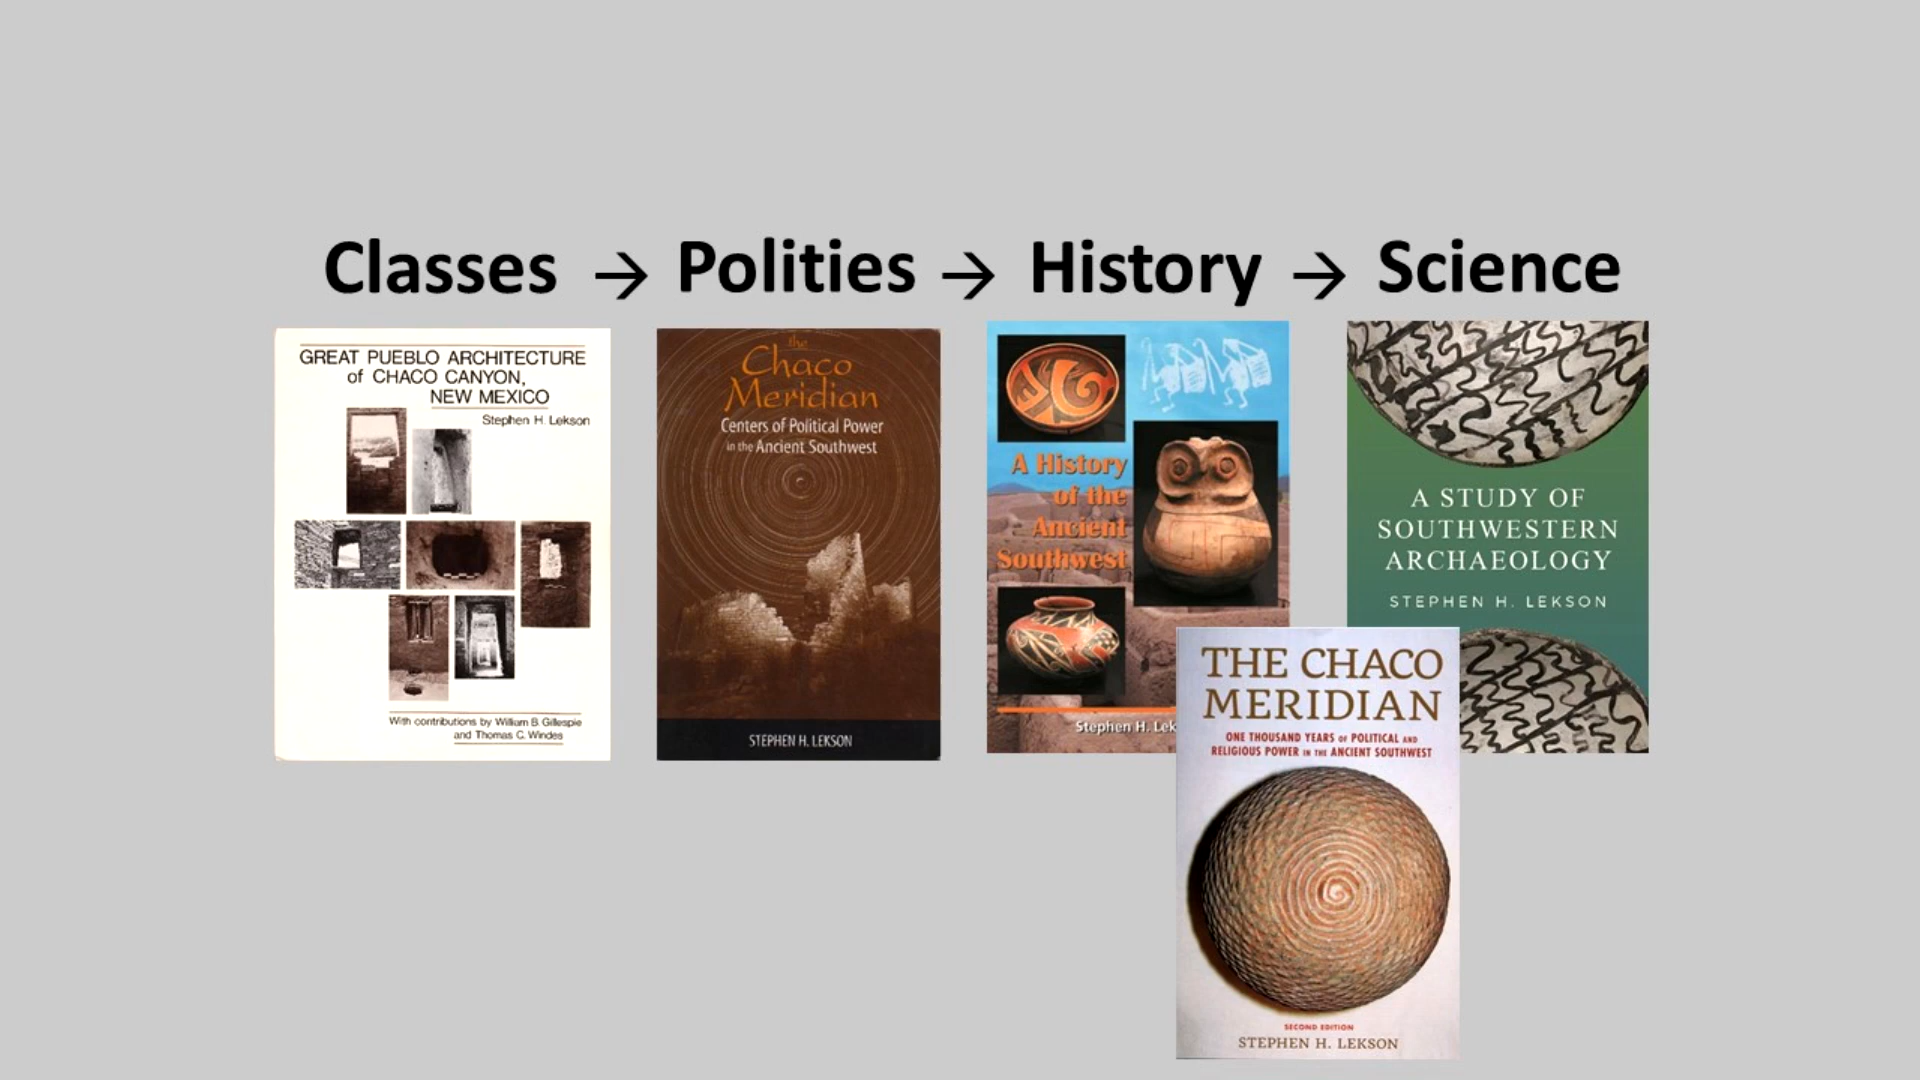 Classes → Polities → History → Science
GREAT PUEBLO ARCHITECTURE
of CHACO CANYON,
NEW MEXICO
Stephen H. Lekson
With contributions by William B. Gillespie
and Thomas C. Windes
the
Chaco
Meridian
Centers of Political Power
in the Ancient Southwest
STEPHEN H. LEKSON
A History
of the
Ancient
Southwest
Stephen H. Lek
A STUDY OF
SOUTHWESTERN
ARCHAEOLOGY
STEPHEN H. LEKSON
THE CHACO
MERIDIAN
ONE THOUSAND YEARS OF POLITICAL AND
RELIGIOUS POWER IN THE ANCIENT SOUTHWEST
SECOND EDITION
STEPHEN H. LEKSON